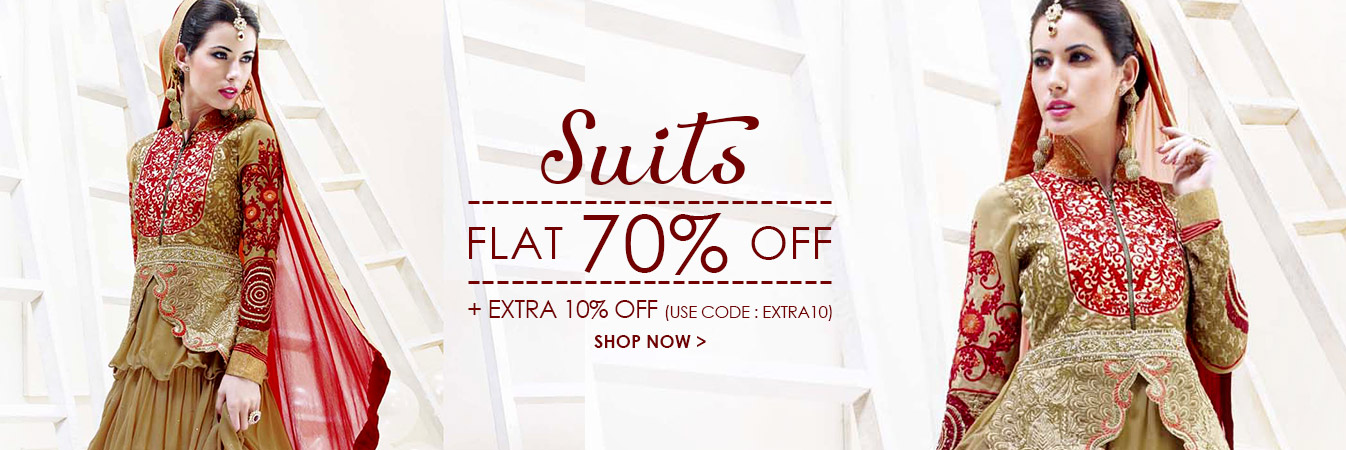 Suits
FLAT 70% OFF
+ EXTRA 10% OFF (USE CODE : EXTRA10)
SHOP NOW >